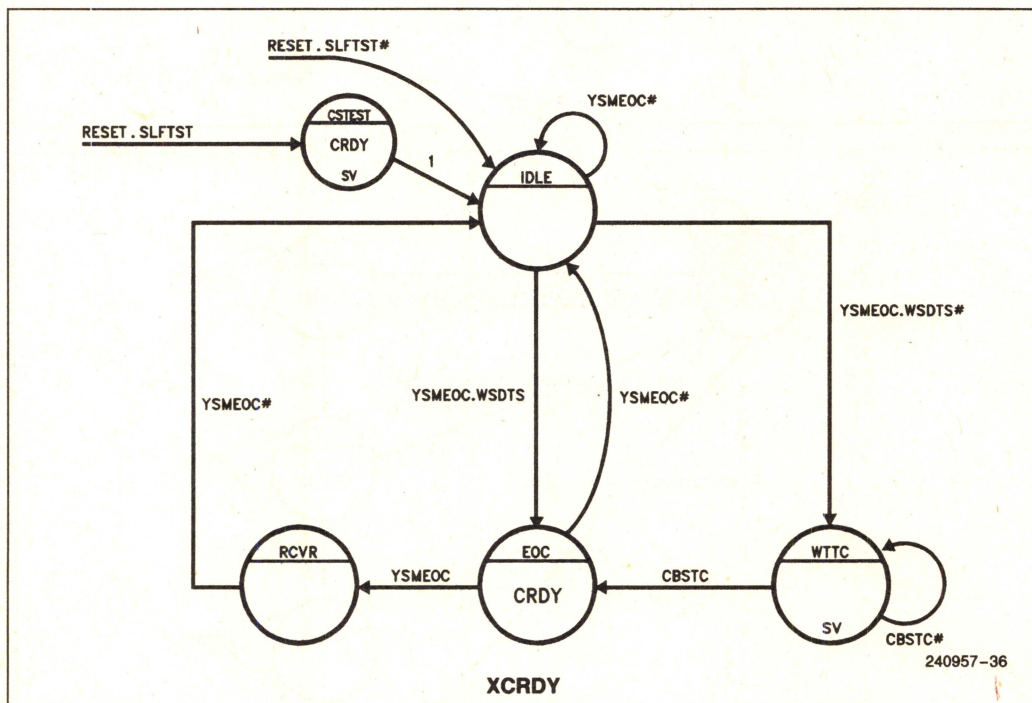 RESET . SLFTST#
YSMEOC#
CSTEST
CRDY
SV
RESET . SLFTST
1
IDLE
YSMEOC.WSDTS#
YSMEOC#
YSMEOC.WSDTS
YSMEOC#
RCVR
EOC
CRDY
WTTC
SV
YSMEOC
CBSTC
CBSTC#
240957-36
XCRDY